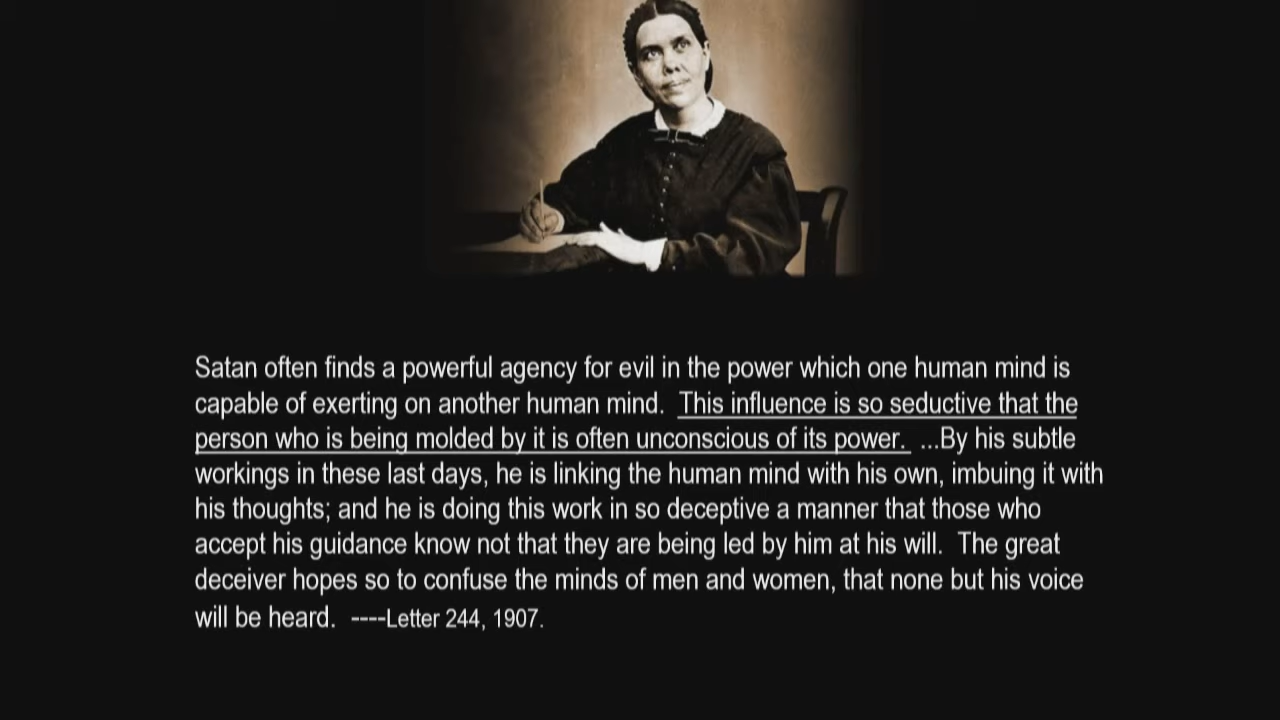 Satan often finds a powerful agency for evil in the power which one human mind is
capable of exerting on another human mind.  This influence is so seductive that the
person who is being molded by it is often unconscious of its power.  ...By his subtle
workings in these last days, he is linking the human mind with his own, imbuing it with
his thoughts; and he is doing this work in so deceptive a manner that those who
accept his guidance know not that they are being led by him at his will.  The great
deceiver hopes so to confuse the minds of men and women, that none but his voice
will be heard.  ----Letter 244, 1907.